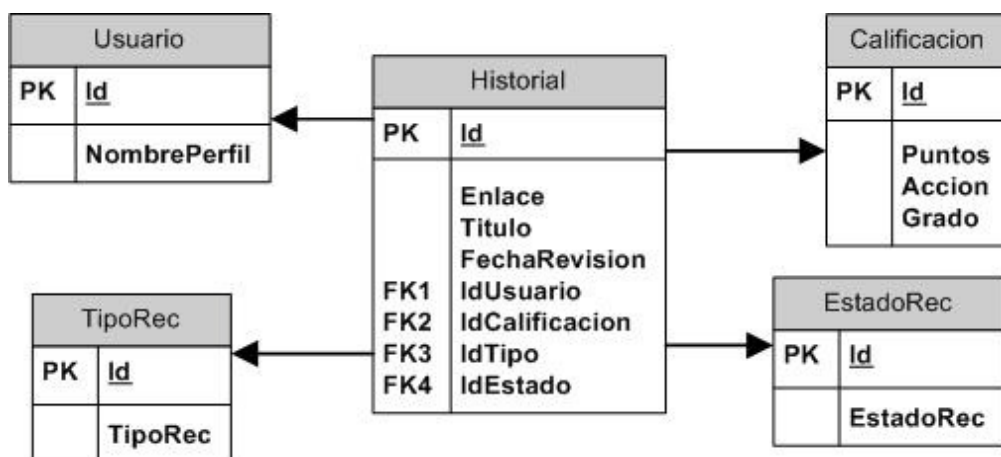 Usuario
PK Id
NombrePerfil
Historial
PK Id
Enlace
Titulo
FechaRevision
FK1 IdUsuario
FK2 IdCalificacion
FK3 IdTipo
FK4 IdEstado
Calificacion
PK Id
Puntos
Accion
Grado
TipoRec
PK Id
TipoRec
EstadoRec
PK Id
EstadoRec